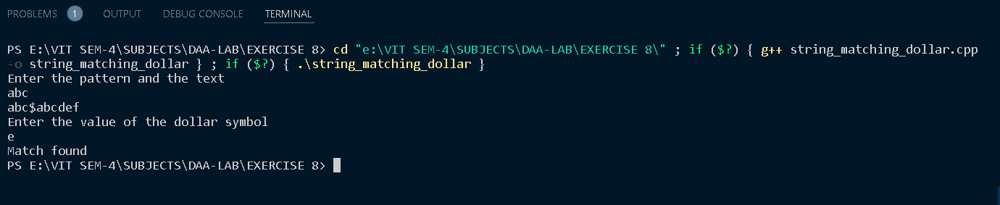 PROBLEMS 1 OUTPUT DEBUG CONSOLE TERMINAL
PS E:\VIT SEM-4\SUBJECTS\DAA-LAB\EXERCISE 8> cd "e:\VIT SEM-4\SUBJECTS\DAA-LAB\EXERCISE 8\" ; if ($?) { g++ string_matching_dollar.cpp
-o string_matching_dollar } ; if ($?) { .\string_matching_dollar }
Enter the pattern and the text
abc
abc$abcdef
Enter the value of the dollar symbol
e
Match found
PS E:\VIT SEM-4\SUBJECTS\DAA-LAB\EXERCISE 8>